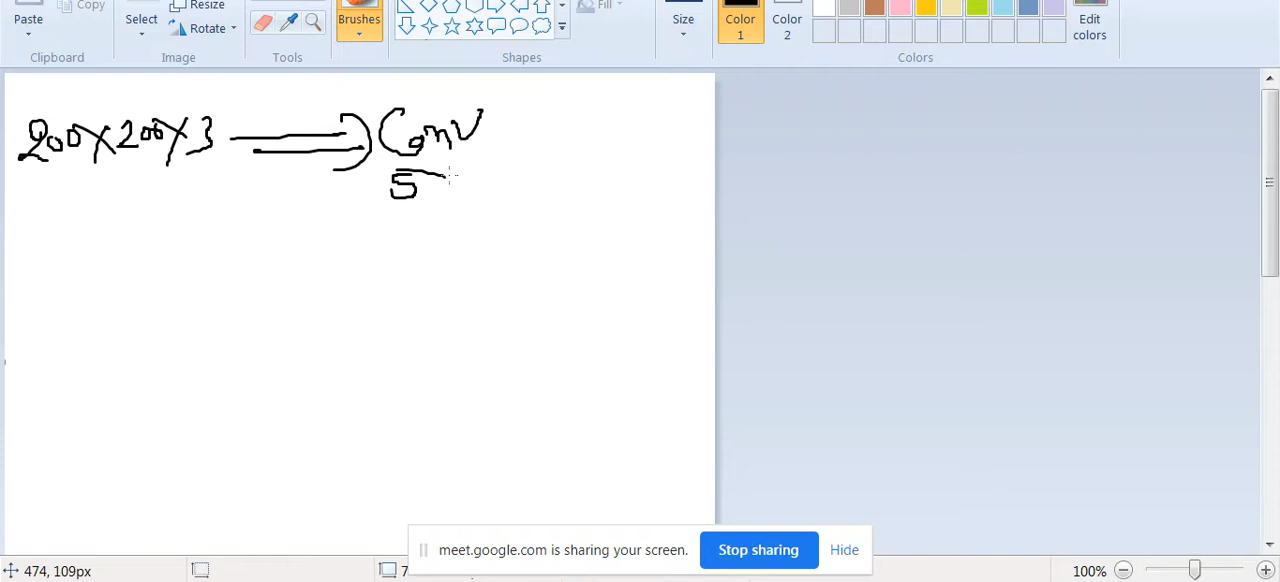 Paste
Copy
Select
Resize
Rotate
Brushes
Fill
Size
Color
1
Color
2
Edit
colors
Clipboard
Image
Tools
Shapes
Colors
200X200X3 Conv
5
meet.google.com is sharing your screen.
Stop sharing
Hide
474, 109px
7
100%